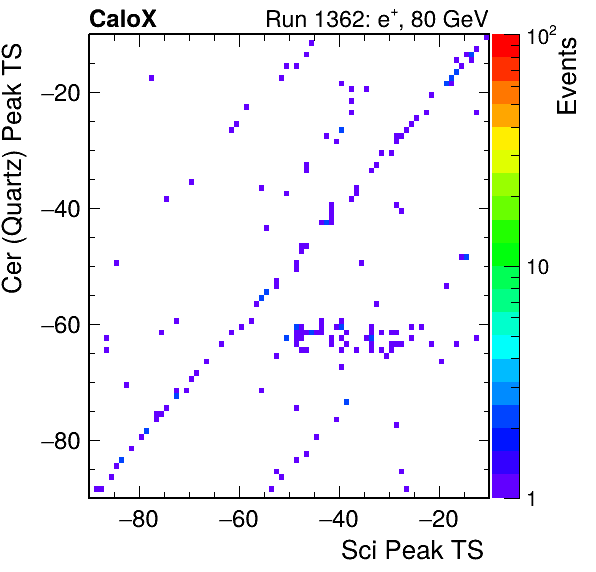 CaloX Run 1362: e⁺, 80 GeV
Cer (Quartz) Peak TS
−20
−40
−60
−80
−80 −60 −40 −20
Sci Peak TS
10²
10
1
Events